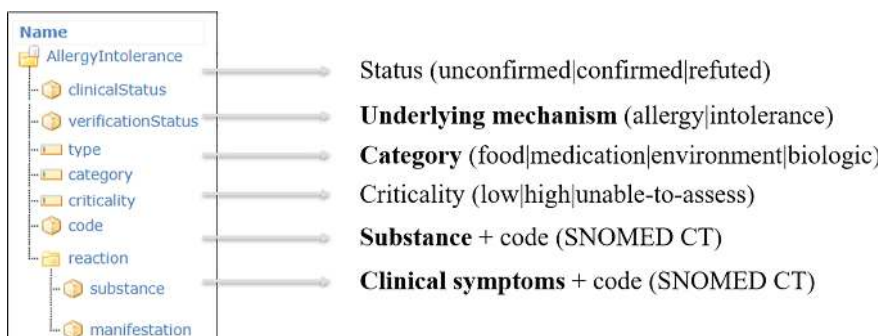 Name
AllergyIntolerance
clinicalStatus
verificationStatus
type
category
criticality
code
reaction
substance
manifestation
Status (unconfirmed|confirmed|refuted)
Underlying mechanism (allergy|intolerance)
Category (food|medication|environment|biologic)
Criticality (low|high|unable-to-assess)
Substance + code (SNOMED CT)
Clinical symptoms + code (SNOMED CT)